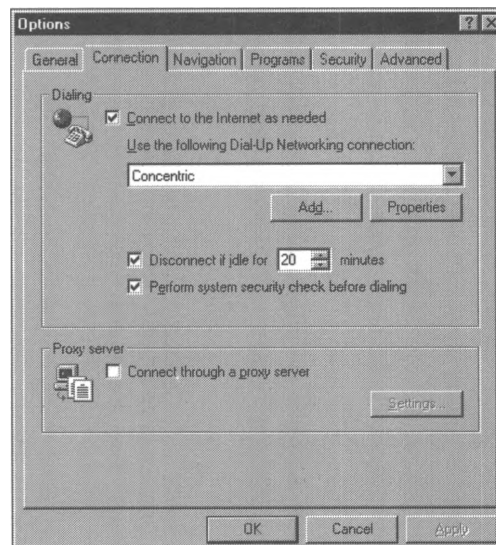 Options
General Connection Navigation Programs Security Advanced
Dialing
Connect to the Internet as needed
Use the following Dial-Up Networking connection:
Concentric
Add... Properties
Disconnect if idle for 20 minutes
Perform system security check before dialing
Proxy server
Connect through a proxy server
Settings...
OK Cancel Apply